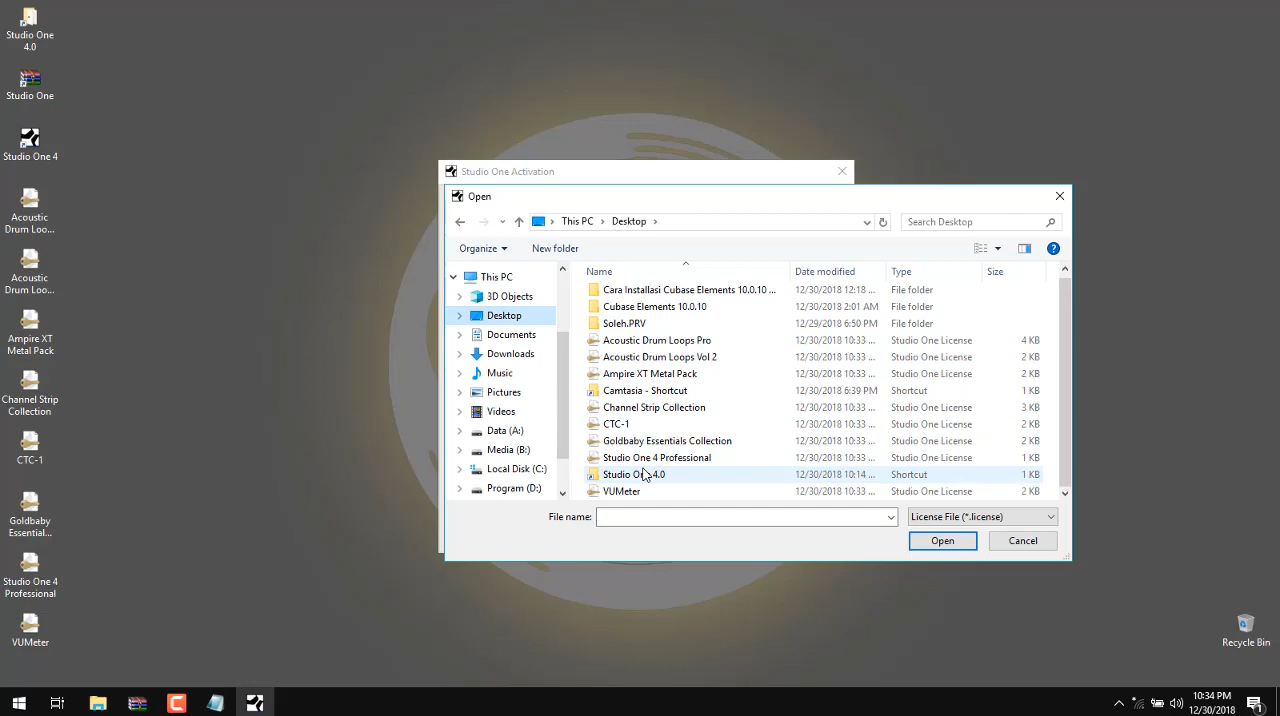 Studio One
4.0
Studio One
Studio One 4
Acoustic
Drum Loo...
Acoustic
Drum Loo...
Ampire XT
Metal Pack
Channel Strip
Collection
CTC-1
Goldbaby
Essential...
Studio One 4
Professional
VUMeter
Studio One Activation
Open
This PC
Desktop
Search Desktop
Organize
New folder
This PC
3D Objects
Desktop
Documents
Downloads
Music
Pictures
Videos
Data (A:)
Media (B:)
Local Disk (C:)
Program (D:)
Name Date modified Type Size
Cara Installasi Cubase Elements 10.0.10 ... 12/30/2018 12:18 ... File folder
Cubase Elements 10.0.10 12/30/2018 2:01 AM File folder
Soleh.PRV 12/29/2018 6:50 PM File folder
Acoustic Drum Loops Pro 12/30/2018 10:33 ... Studio One License 4 KB
Acoustic Drum Loops Vol 2 12/30/2018 10:33 ... Studio One License 2 KB
Ampire XT Metal Pack 12/30/2018 10:33 ... Studio One License 2 KB
Camtasia - Shortcut 12/30/2018 6:39 PM Shortcut 1 KB
Channel Strip Collection 12/30/2018 10:33 ... Studio One License 3 KB
CTC-1 12/30/2018 10:33 ... Studio One License 2 KB
Goldbaby Essentials Collection 12/30/2018 10:33 ... Studio One License 2 KB
Studio One 4 Professional 12/30/2018 10:33 ... Studio One License 1 KB
Studio One 4.0 12/30/2018 10:14 ... Shortcut 1 KB
VUMeter 12/30/2018 10:33 ... Studio One License 2 KB
File name:
License File (*.license)
Open
Cancel
Recycle Bin
10:34 PM
12/30/2018
1